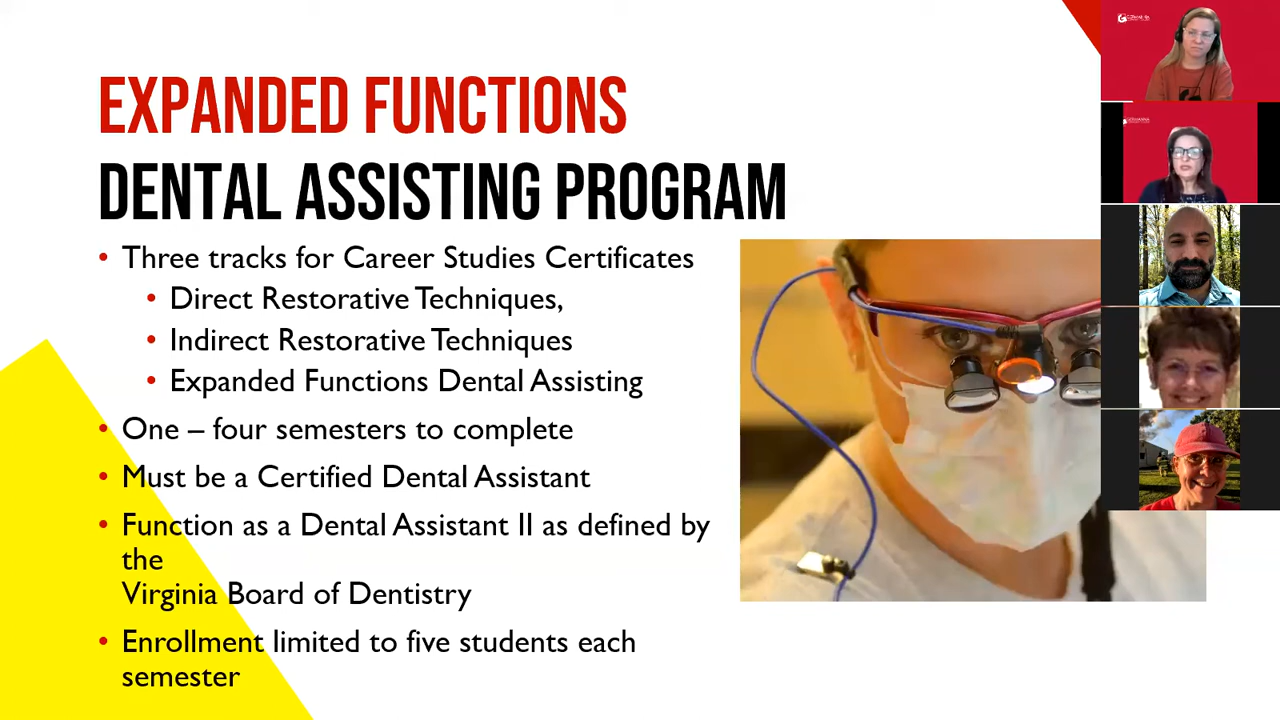 EXPANDED FUNCTIONS
DENTAL ASSISTING PROGRAM
• Three tracks for Career Studies Certificates
• Direct Restorative Techniques,
• Indirect Restorative Techniques
• Expanded Functions Dental Assisting
• One – four semesters to complete
• Must be a Certified Dental Assistant
• Function as a Dental Assistant II as defined by
the
Virginia Board of Dentistry
• Enrollment limited to five students each
semester